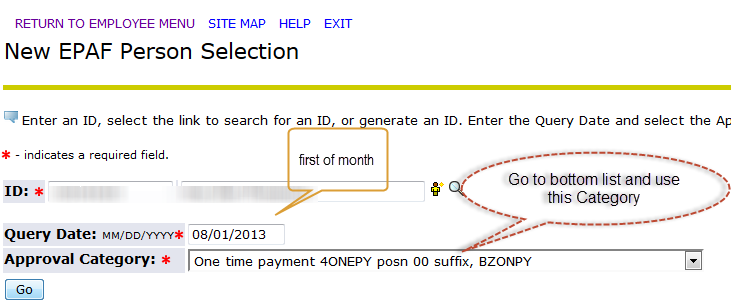 RETURN TO EMPLOYEE MENU SITE MAP HELP EXIT
New EPAF Person Selection
Enter an ID, select the link to search for an ID, or generate an ID. Enter the Query Date and select the Ap
* - indicates a required field.
first of month
ID: *
Go to bottom list and use
this Category
Query Date: MM/DD/YYYY* 08/01/2013
Approval Category: * One time payment 4ONEPY posn 00 suffix, BZONPY
Go